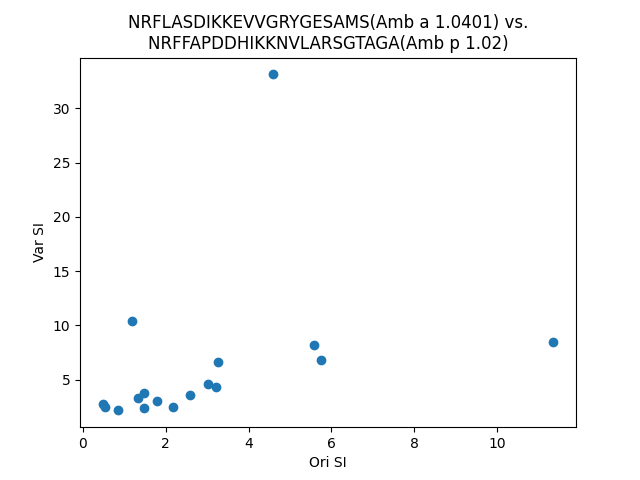 NRFLASDIKKEVVGRYGESAMS(Amb a 1.0401) vs.
NRFFAPDDHIKKNVLARSGTAGA(Amb p 1.02)
30
25
20
15
10
5
Var SI
0 2 4 6 8 10
Ori SI